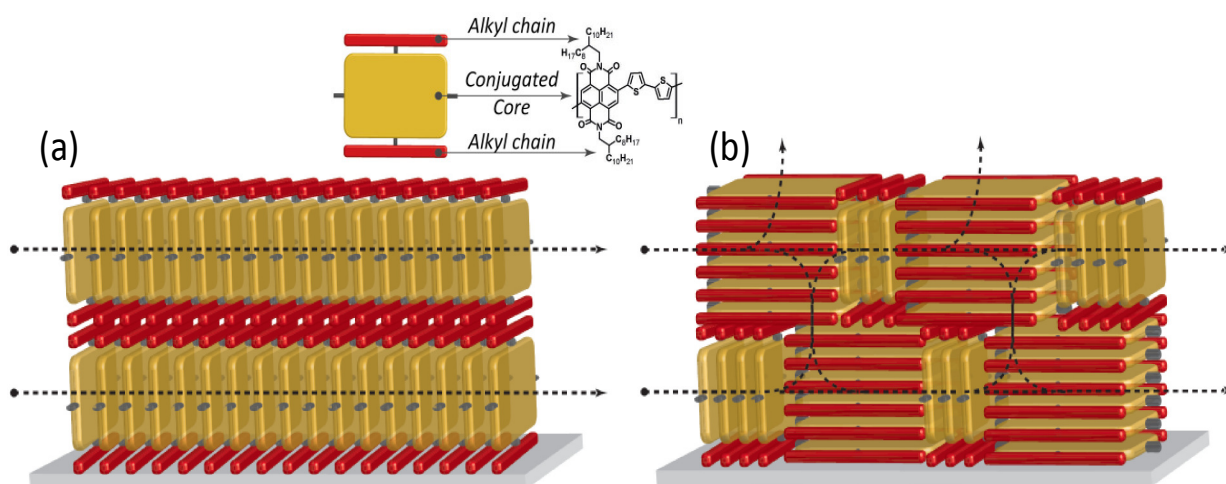 Alkyl chain
C₁₀H₂₁
H₁₇C₈
O N O
Conjugated
Core
S
S
n
O N O
Alkyl chain
C₈H₁₇
C₁₀H₂₁
(a)
(b)